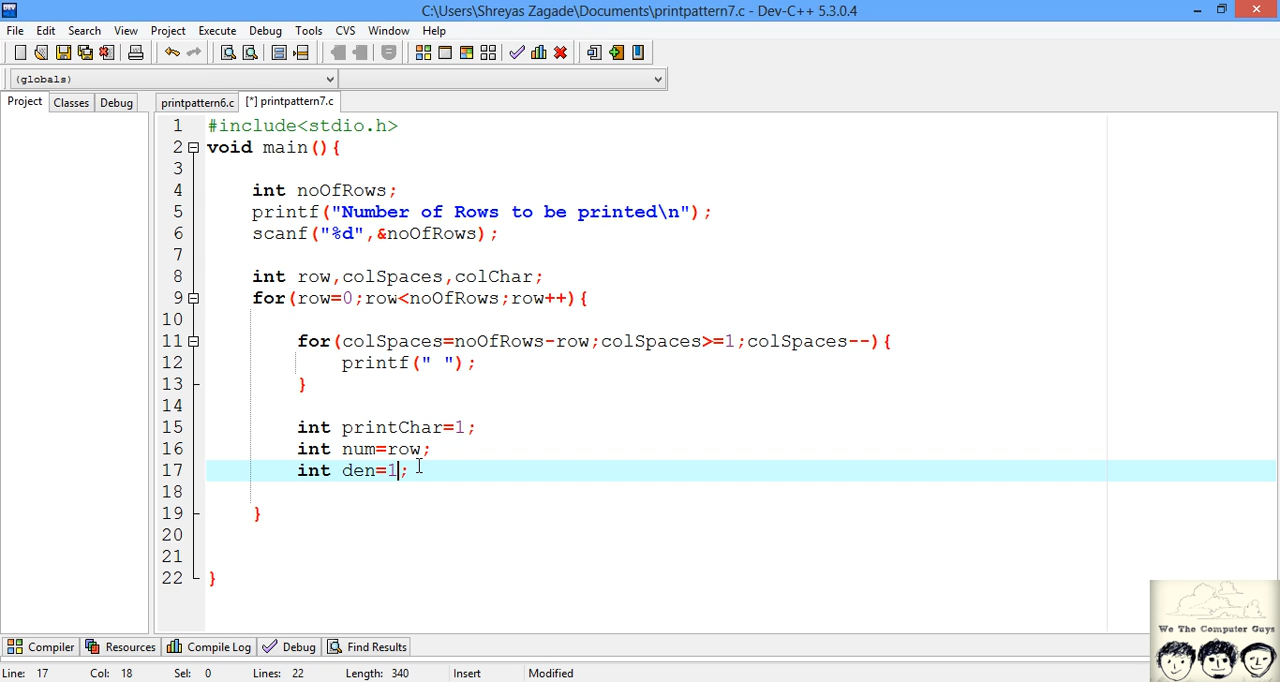 C:\Users\Shreyas Zagade\Documents\printpattern7.c - Dev-C++ 5.3.0.4
File Edit Search View Project Execute Debug Tools CVS Window Help
(globals)
Project Classes Debug printpattern6.c [*] printpattern7.c
1 #include<stdio.h>
2 void main(){
3
4 int noOfRows;
5 printf("Number of Rows to be printed\n");
6 scanf("%d",&noOfRows);
7
8 int row,colSpaces,colChar;
9 for(row=0;row<noOfRows;row++){
10
11 for(colSpaces=noOfRows-row;colSpaces>=1;colSpaces--){
12 printf(" ");
13 }
14
15 int printChar=1;
16 int num=row;
17 int den=1;
18
19 }
20
21
22 }
We The Computer Guys
Compiler Resources Compile Log Debug Find Results
Line: 17 Col: 18 Sel: 0 Lines: 22 Length: 340 Insert Modified